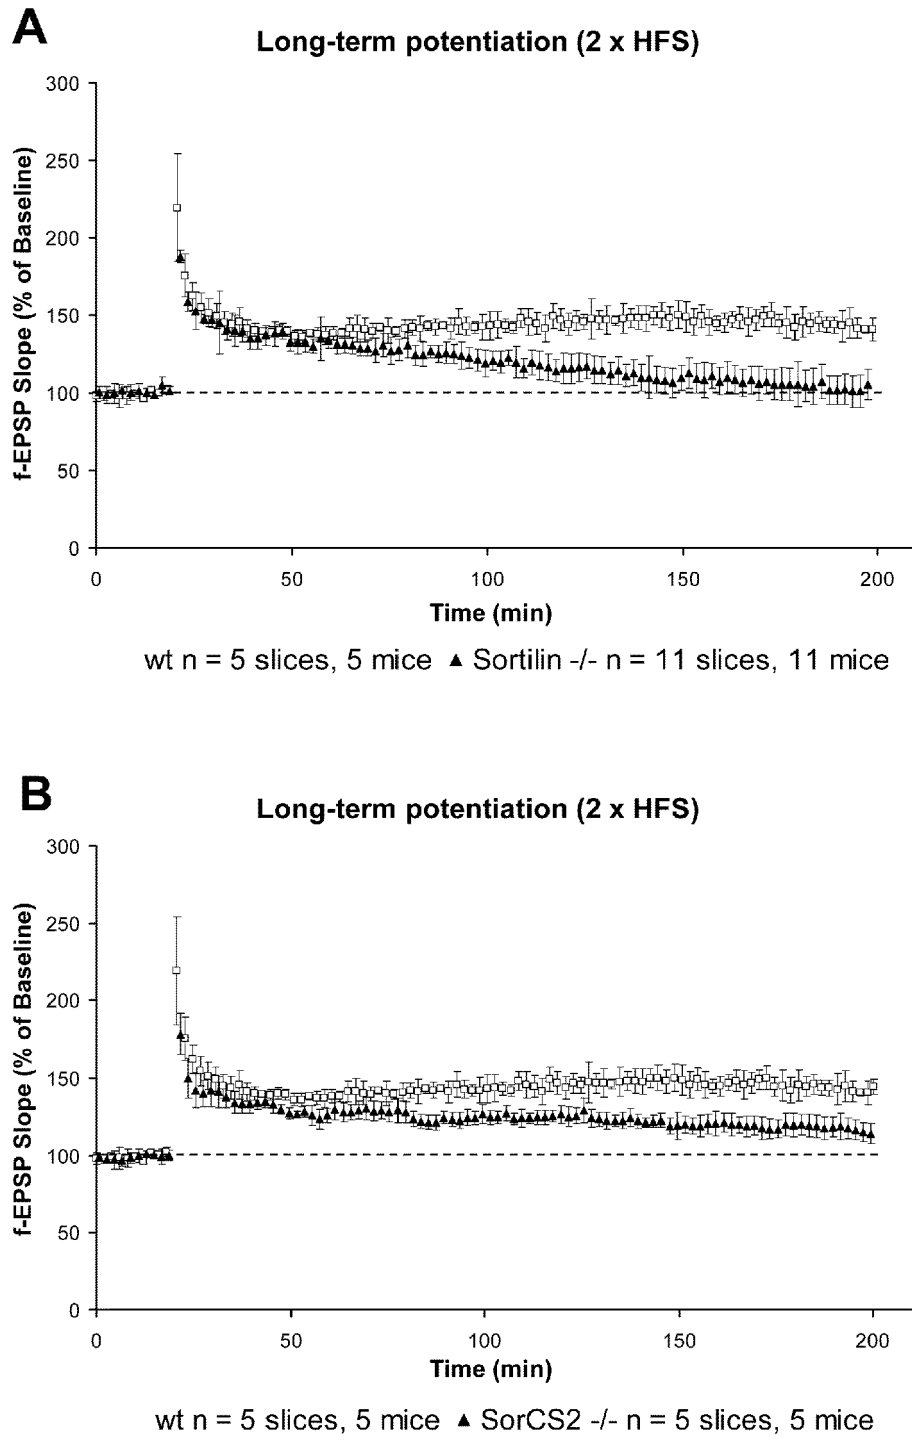 A
Long-term potentiation (2 x HFS)
f-EPSP Slope (% of Baseline)
300
250
200
150
100
50
0
0 50 100 150 200
Time (min)
wt n = 5 slices, 5 mice ▲ Sortilin -/- n = 11 slices, 11 mice
B
Long-term potentiation (2 x HFS)
f-EPSP Slope (% of Baseline)
300
250
200
150
100
50
0
0 50 100 150 200
Time (min)
wt n = 5 slices, 5 mice ▲ SorCS2 -/- n = 5 slices, 5 mice